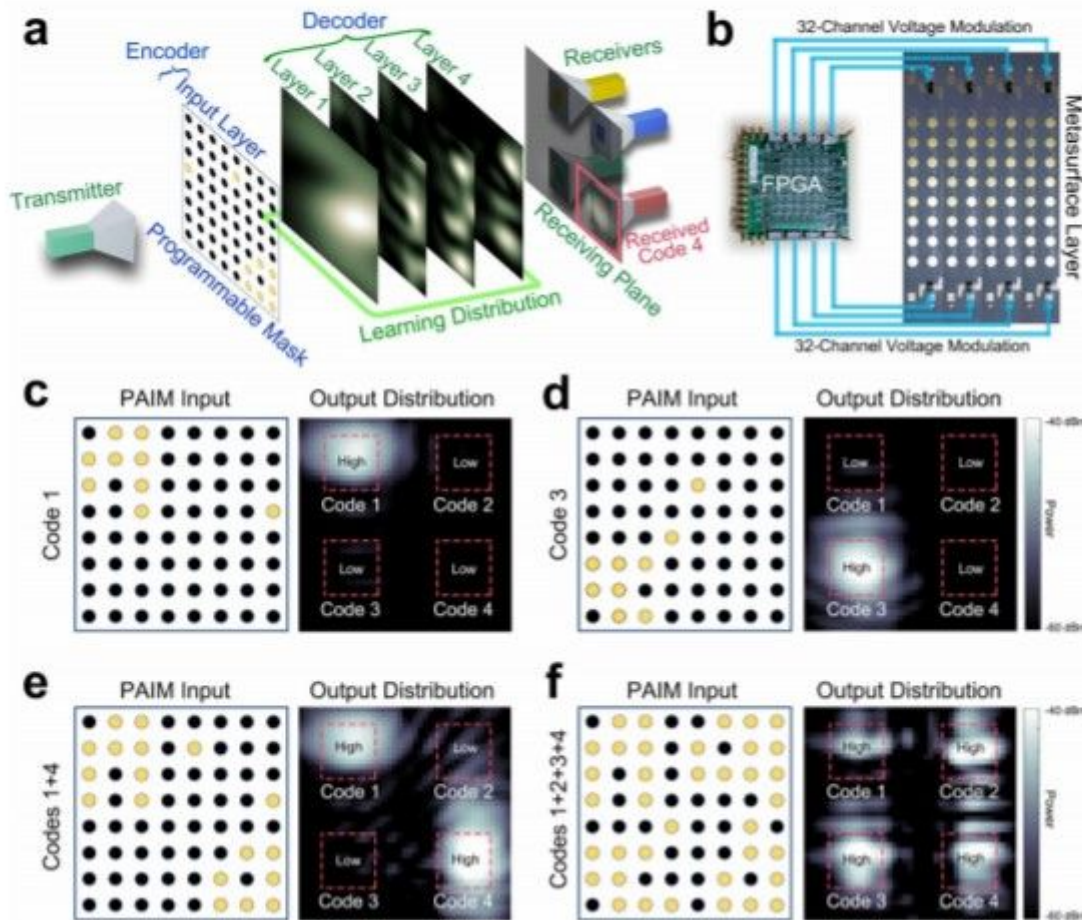 a
Encoder
Decoder
Input Layer
Layer 1
Layer 2
Layer 3
Layer 4
Receivers
Transmitter
Programmable Mask
Learning Distribution
Receiving Plane
Received
Code 4
b
32-Channel Voltage Modulation
FPGA
Metasurface Layer
32-Channel Voltage Modulation
c
PAIM Input
Output Distribution
Code 1
High
Low
Code 1
Code 2
Low
Low
Code 3
Code 4
d
PAIM Input
Output Distribution
Code 3
Low
Low
Code 1
Code 2
High
Low
Code 3
Code 4
-40 dBm
Power
-60 dBm
e
PAIM Input
Output Distribution
Codes 1+4
High
Low
Code 1
Code 2
Low
High
Code 3
Code 4
f
PAIM Input
Output Distribution
Codes 1+2+3+4
High
High
Code 1
Code 2
High
High
Code 3
Code 4
Power